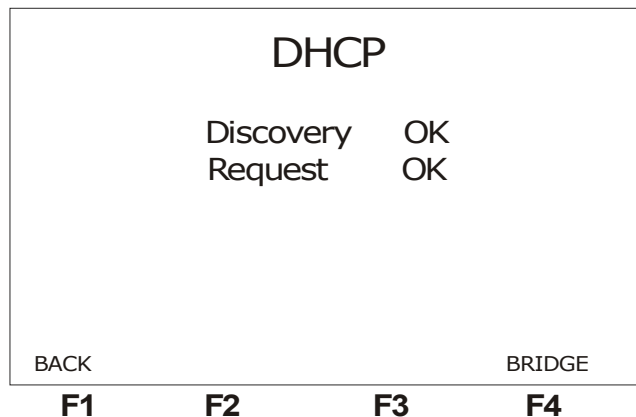 DHCP
Discovery OK
Request OK
BACK BRIDGE
F1 F2 F3 F4